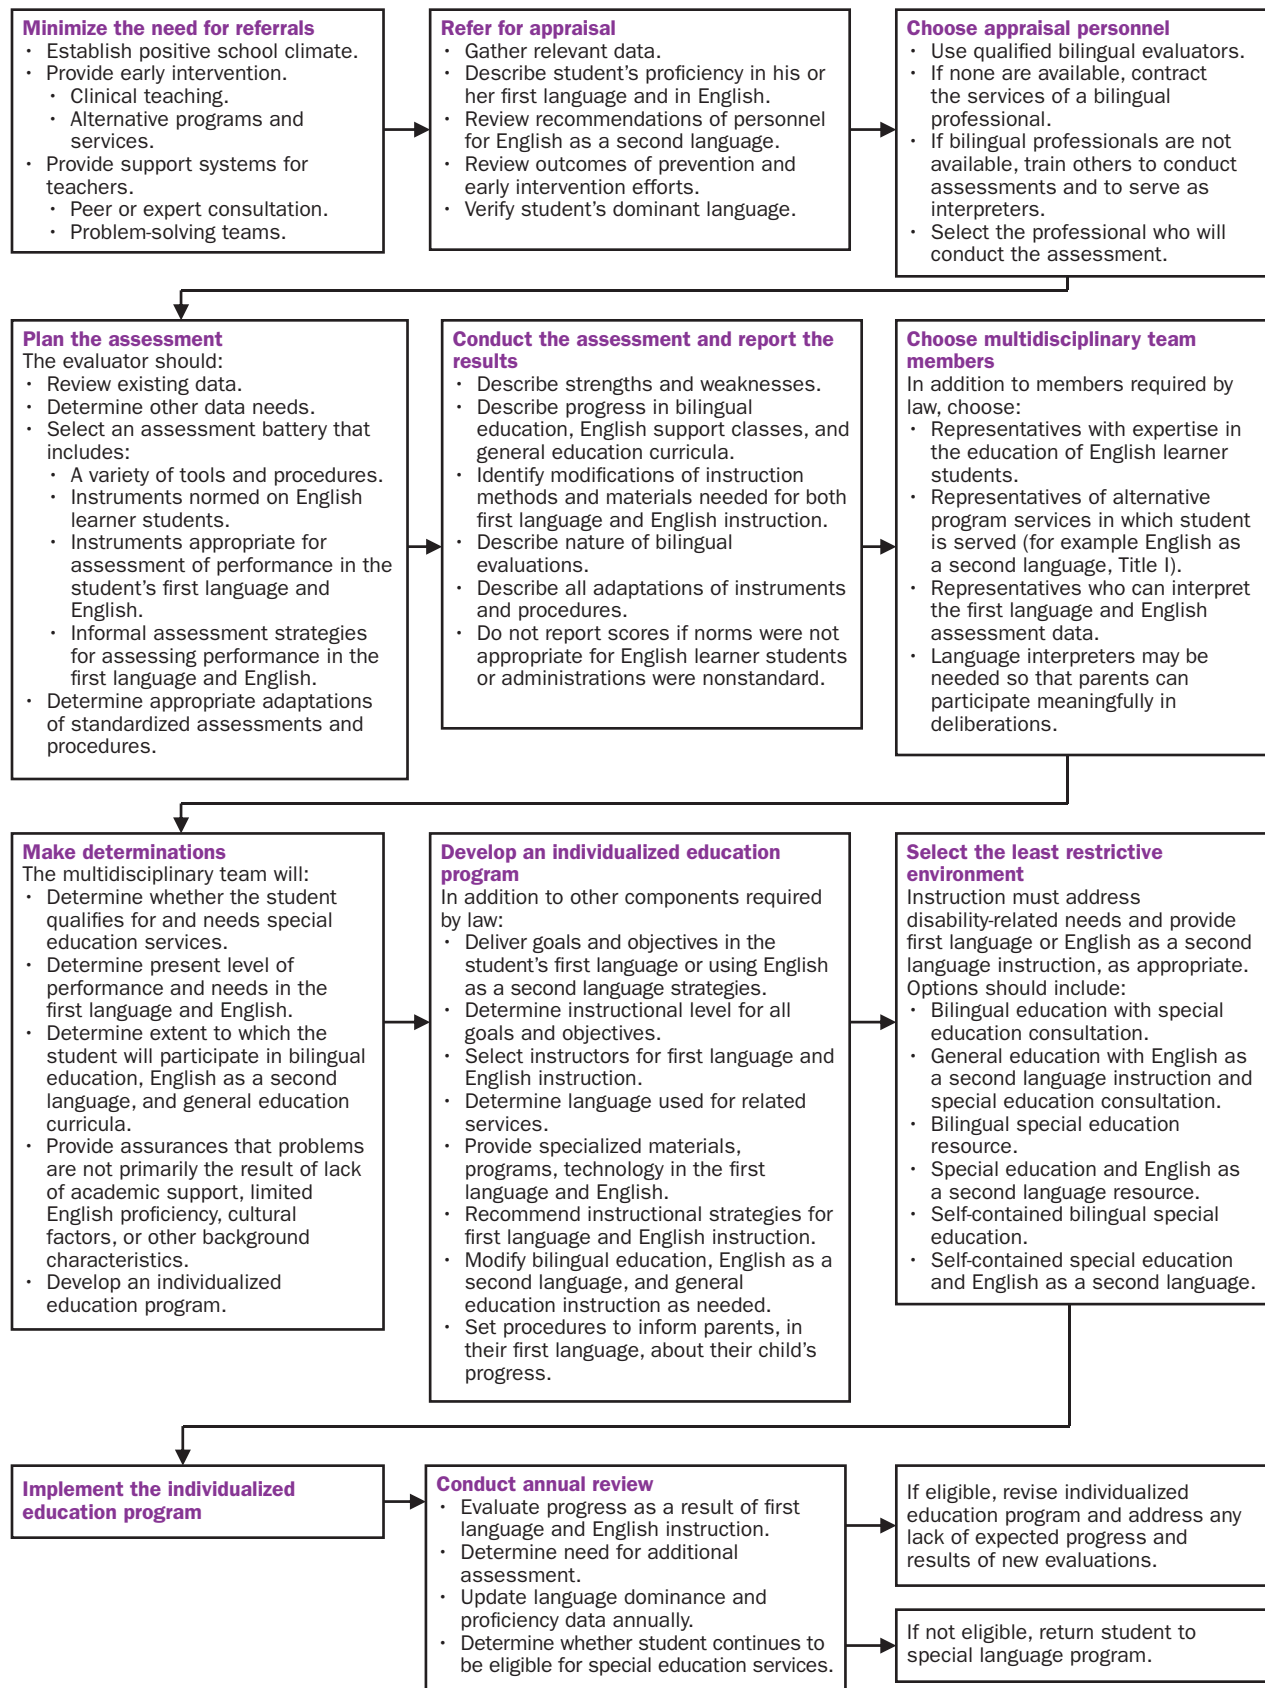 Minimize the need for referrals
· Establish positive school climate.
· Provide early intervention.
· Clinical teaching.
· Alternative programs and
services.
· Provide support systems for
teachers.
· Peer or expert consultation.
· Problem-solving teams.
Refer for appraisal
· Gather relevant data.
· Describe student’s proficiency in his or
her first language and in English.
· Review recommendations of personnel
for English as a second language.
· Review outcomes of prevention and
early intervention efforts.
· Verify student’s dominant language.
Choose appraisal personnel
· Use qualified bilingual evaluators.
· If none are available, contract
the services of a bilingual
professional.
· If bilingual professionals are not
available, train others to conduct
assessments and to serve as
interpreters.
· Select the professional who will
conduct the assessment.
Plan the assessment
The evaluator should:
· Review existing data.
· Determine other data needs.
· Select an assessment battery that
includes:
· A variety of tools and procedures.
· Instruments normed on English
learner students.
· Instruments appropriate for
assessment of performance in the
student’s first language and
English.
· Informal assessment strategies
for assessing performance in the
first language and English.
· Determine appropriate adaptations
of standardized assessments and
procedures.
Conduct the assessment and report the
results
· Describe strengths and weaknesses.
· Describe progress in bilingual
education, English support classes, and
general education curricula.
· Identify modifications of instruction
methods and materials needed for both
first language and English instruction.
· Describe nature of bilingual
evaluations.
· Describe all adaptations of instruments
and procedures.
· Do not report scores if norms were not
appropriate for English learner students
or administrations were nonstandard.
Choose multidisciplinary team
members
In addition to members required by
law, choose:
· Representatives with expertise in
the education of English learner
students.
· Representatives of alternative
program services in which student
is served (for example English as
a second language, Title I).
· Representatives who can interpret
the first language and English
assessment data.
· Language interpreters may be
needed so that parents can
participate meaningfully in
deliberations.
Make determinations
The multidisciplinary team will:
· Determine whether the student
qualifies for and needs special
education services.
· Determine present level of
performance and needs in the
first language and English.
· Determine extent to which the
student will participate in bilingual
education, English as a second
language, and general education
curricula.
· Provide assurances that problems
are not primarily the result of lack
of academic support, limited
English proficiency, cultural
factors, or other background
characteristics.
· Develop an individualized
education program.
Develop an individualized education
program
In addition to other components required
by law:
· Deliver goals and objectives in the
student’s first language or using English
as a second language strategies.
· Determine instructional level for all
goals and objectives.
· Select instructors for first language and
English instruction.
· Determine language used for related
services.
· Provide specialized materials,
programs, technology in the first
language and English.
· Recommend instructional strategies for
first language and English instruction.
· Modify bilingual education, English as a
second language, and general
education instruction as needed.
· Set procedures to inform parents, in
their first language, about their child’s
progress.
Select the least restrictive
environment
Instruction must address
disability-related needs and provide
first language or English as a second
language instruction, as appropriate.
Options should include:
· Bilingual education with special
education consultation.
· General education with English as
a second language instruction and
special education consultation.
· Bilingual special education
resource.
· Special education and English as
a second language resource.
· Self-contained bilingual special
education.
· Self-contained special education
and English as a second language.
Implement the individualized
education program
Conduct annual review
· Evaluate progress as a result of first
language and English instruction.
· Determine need for additional
assessment.
· Update language dominance and
proficiency data annually.
· Determine whether student continues to
be eligible for special education services.
If eligible, revise individualized
education program and address any
lack of expected progress and
results of new evaluations.
If not eligible, return student to
special language program.